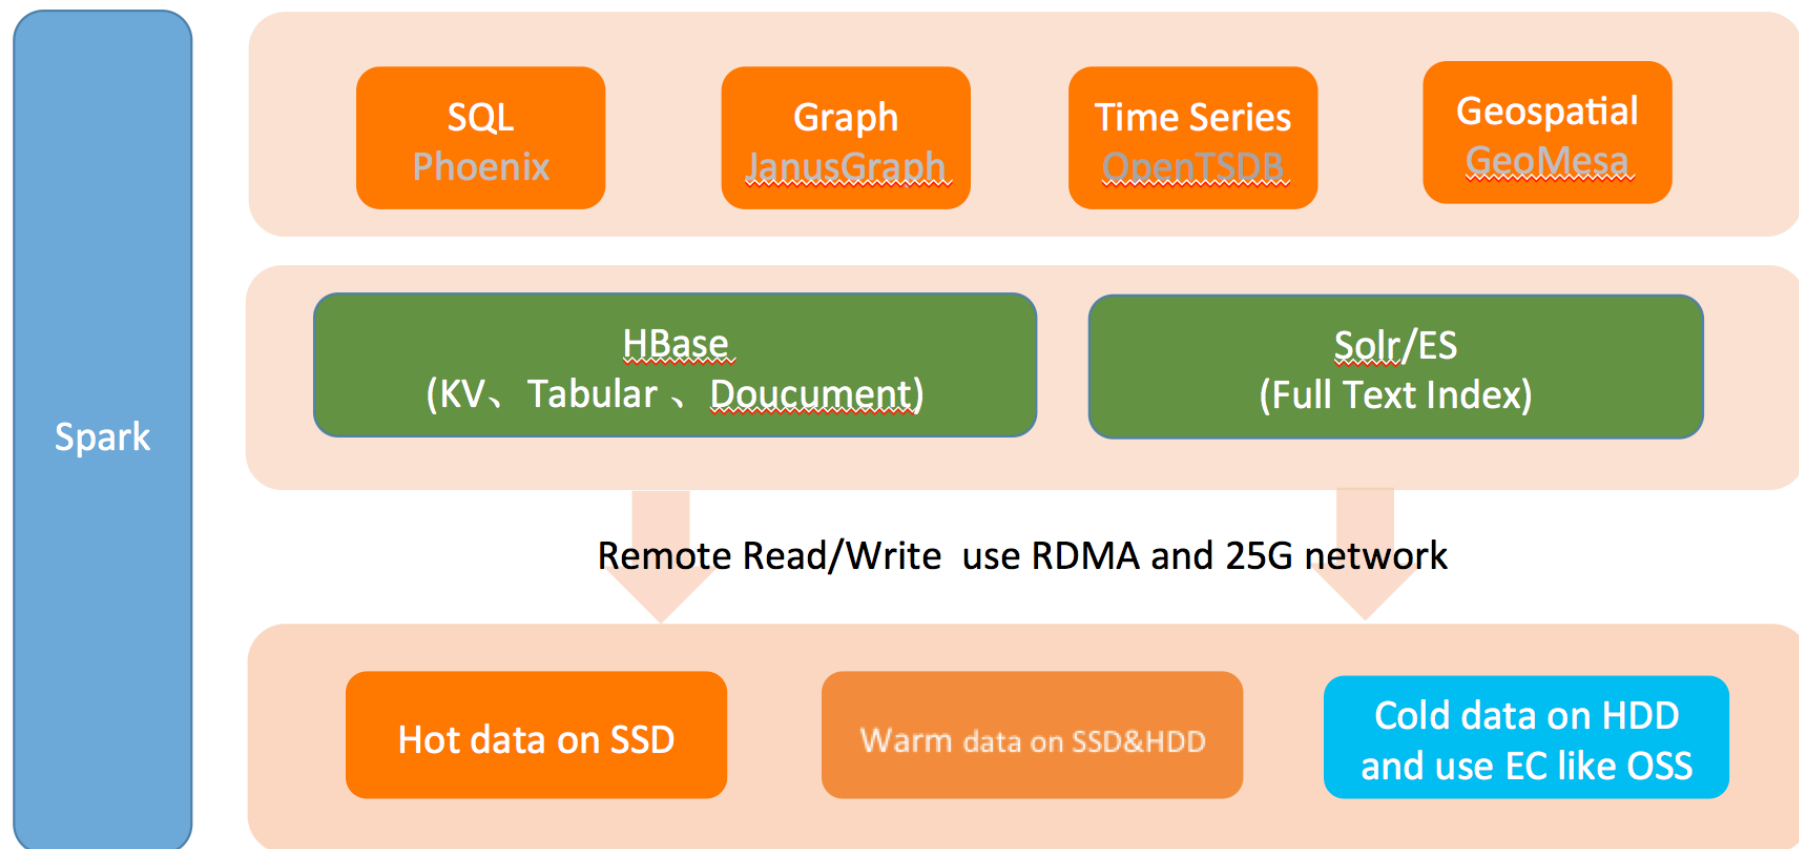 SQL
Phoenix
Graph
JanusGraph
Time Series
OpenTSDB
Geospatial
GeoMesa
HBase
(KV、Tabular 、Doucument)
Solr/ES
(Full Text Index)
Spark
Remote Read/Write  use RDMA and 25G network
Hot data on SSD
Warm data on SSD&HDD
Cold data on HDD
and use EC like OSS